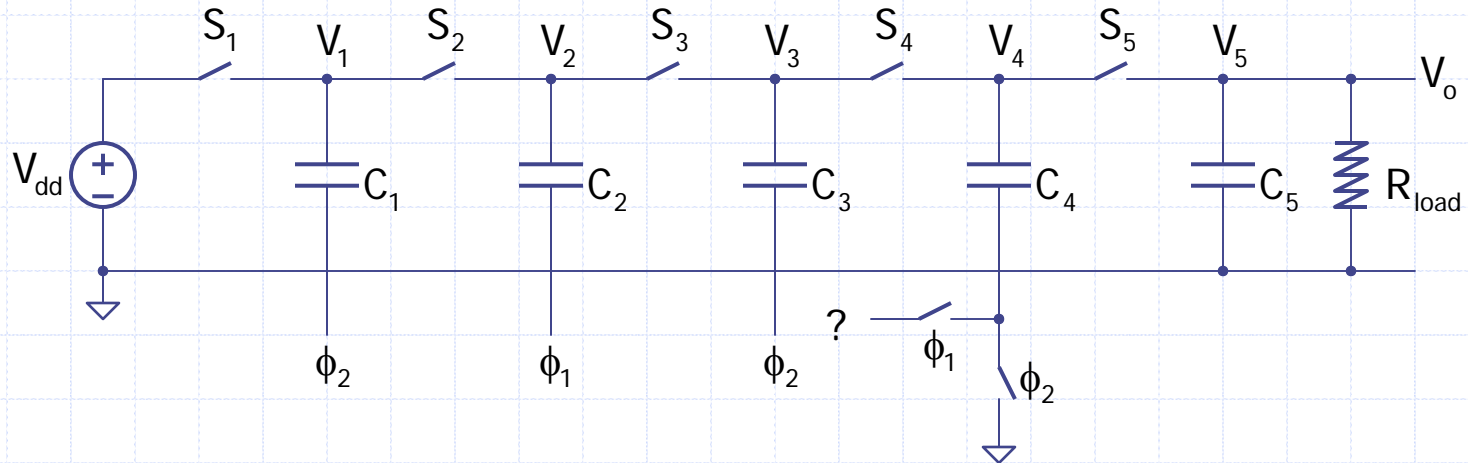 S1 V1 S2 V2 S3 V3 S4 V4 S5 V5 Vo
Vdd + −
C1 C2 C3 C4 C5 Rload
? ϕ1
ϕ2 ϕ1 ϕ2 ϕ2